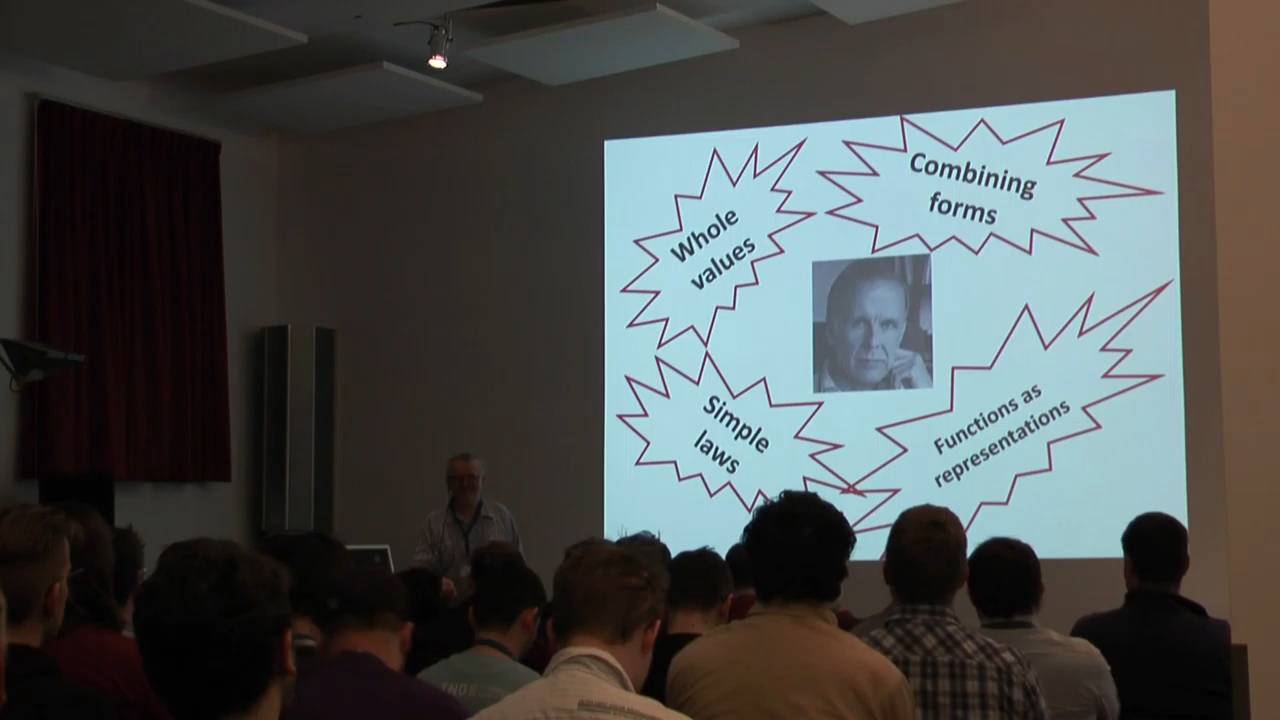 Whole
values
Combining
forms
Simple
laws
Functions as
representations